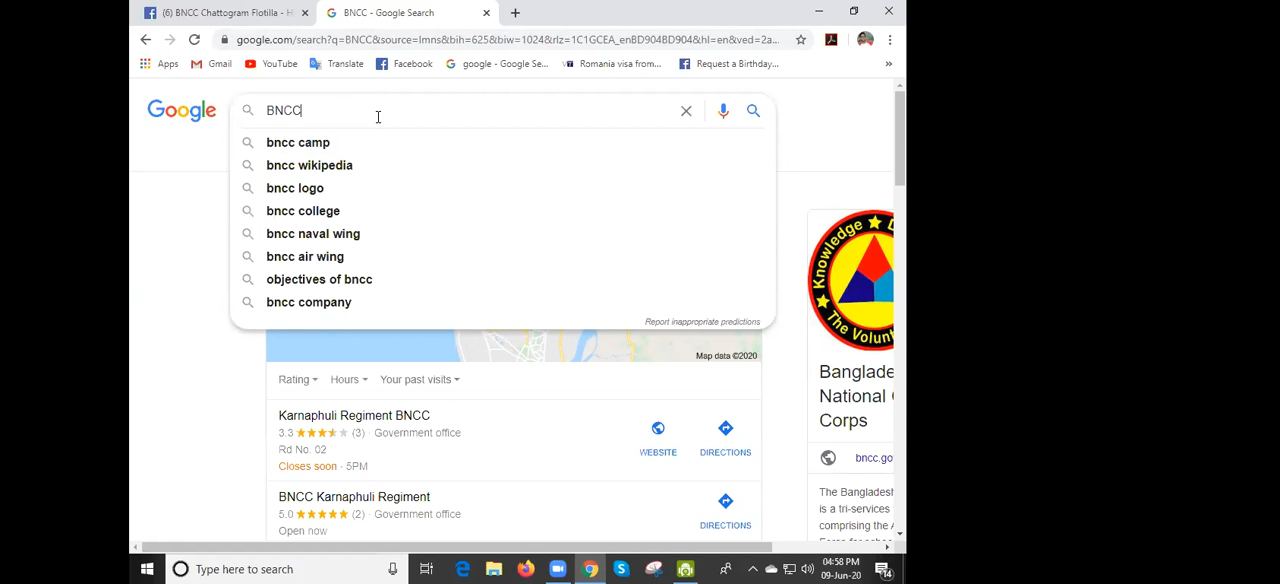 (6) BNCC Chattogram Flotilla - H
BNCC - Google Search
google.com/search?q=BNCC&source=lmns&bih=625&biw=1024&rlz=1C1GCEA_enBD904BD904&hl=en&ved=2a...
Apps
Gmail
YouTube
Translate
Facebook
google - Google Se...
Romania visa from...
Request a Birthday...
»
Google
BNCC
bncc camp
bncc wikipedia
bncc logo
bncc college
bncc naval wing
bncc air wing
objectives of bncc
bncc company
Report inappropriate predictions
Map data ©2020
Rating
Hours
Your past visits
Karnaphuli Regiment BNCC
3.3 (3) · Government office
Rd No. 02
Closes soon · 5PM
WEBSITE
DIRECTIONS
BNCC Karnaphuli Regiment
5.0 (2) · Government office
Open now
DIRECTIONS
Knowledge
The Volunt
Banglade
National
Corps
bncc.go
The Bangladesh
is a tri-services
comprising the
Type here to search
04:58 PM
09-Jun-20
14